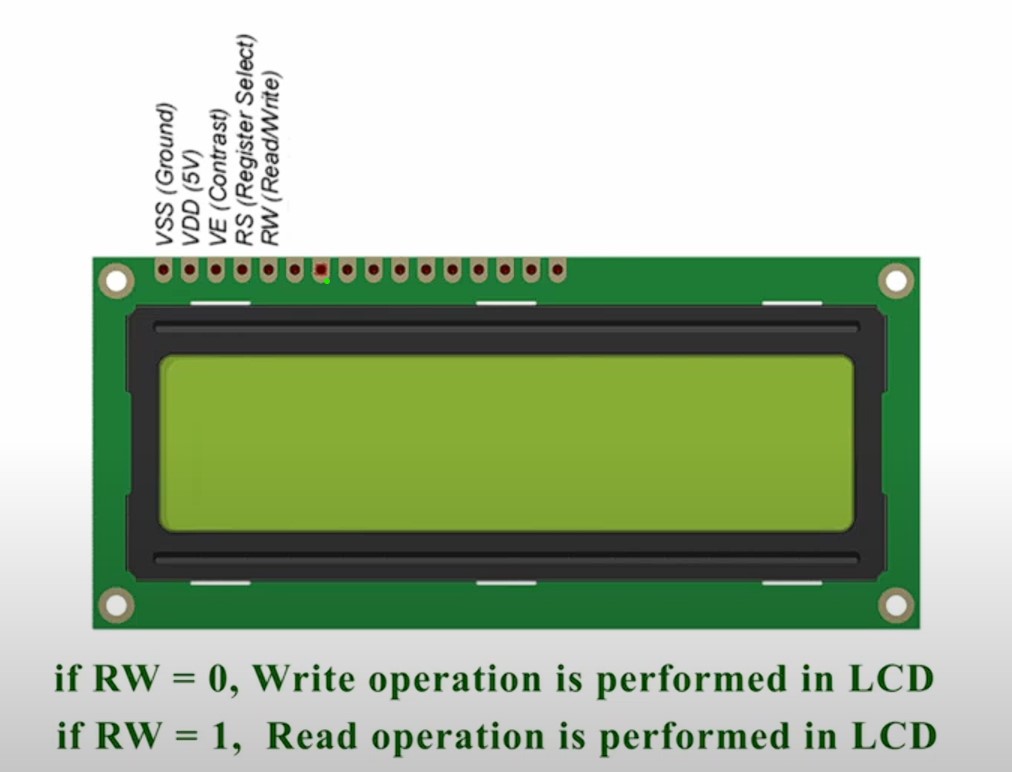 VSS (Ground)
VDD (5V)
VE (Contrast)
RS (Register Select)
RW (Read/Write)
if RW = 0, Write operation is performed in LCD
if RW = 1, Read operation is performed in LCD